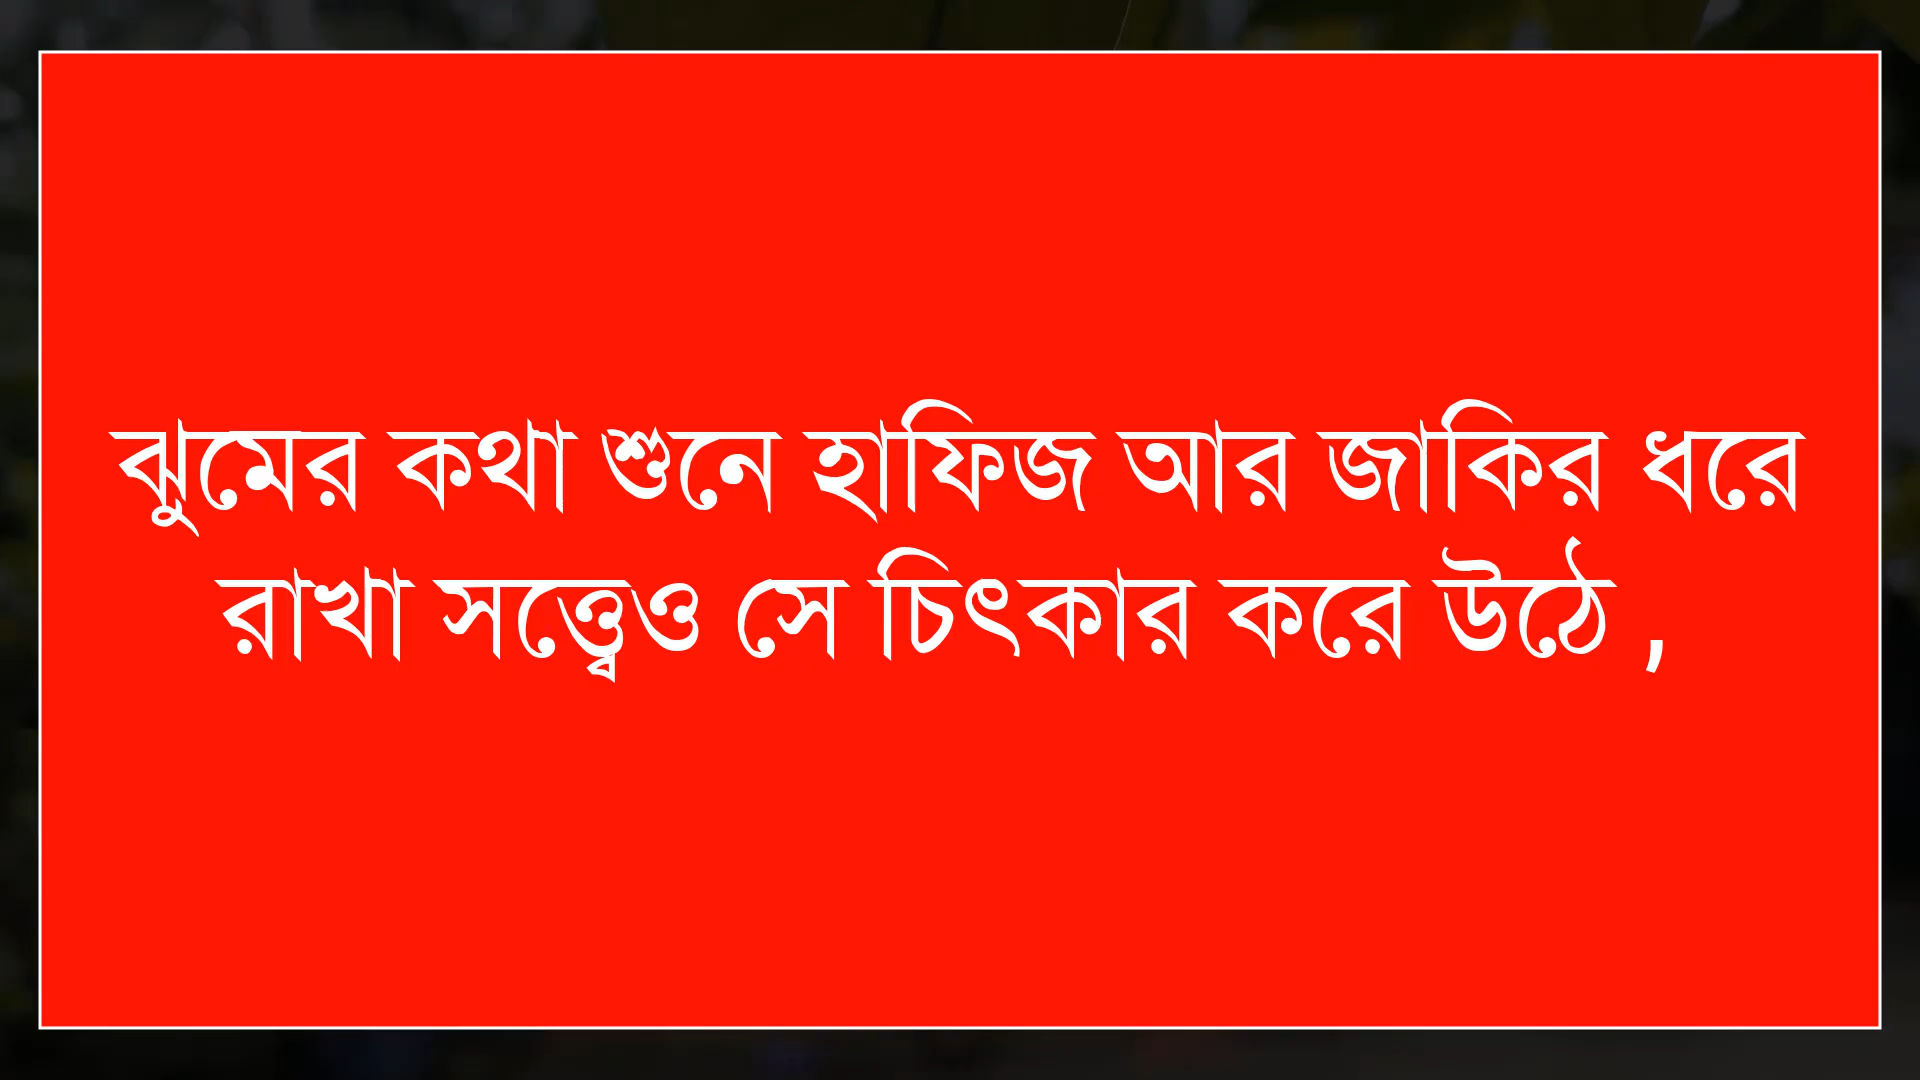 ঝুমের কথা শুনে হাফিজ আর জাকির ধরে
রাখা সত্ত্বেও সে চিৎকার করে উঠে ,